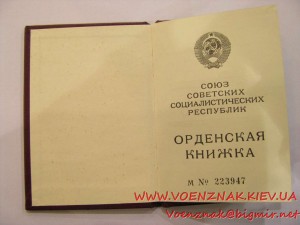 СОЮЗ
СОВЕТСКИХ
СОЦИАЛИСТИЧЕСКИХ
РЕСПУБЛИК
ОРДЕНСКАЯ
КНИЖКА
М № 223947
WWW.VOENZNAK.KIEV.UA
Voenznak@bigmir.net